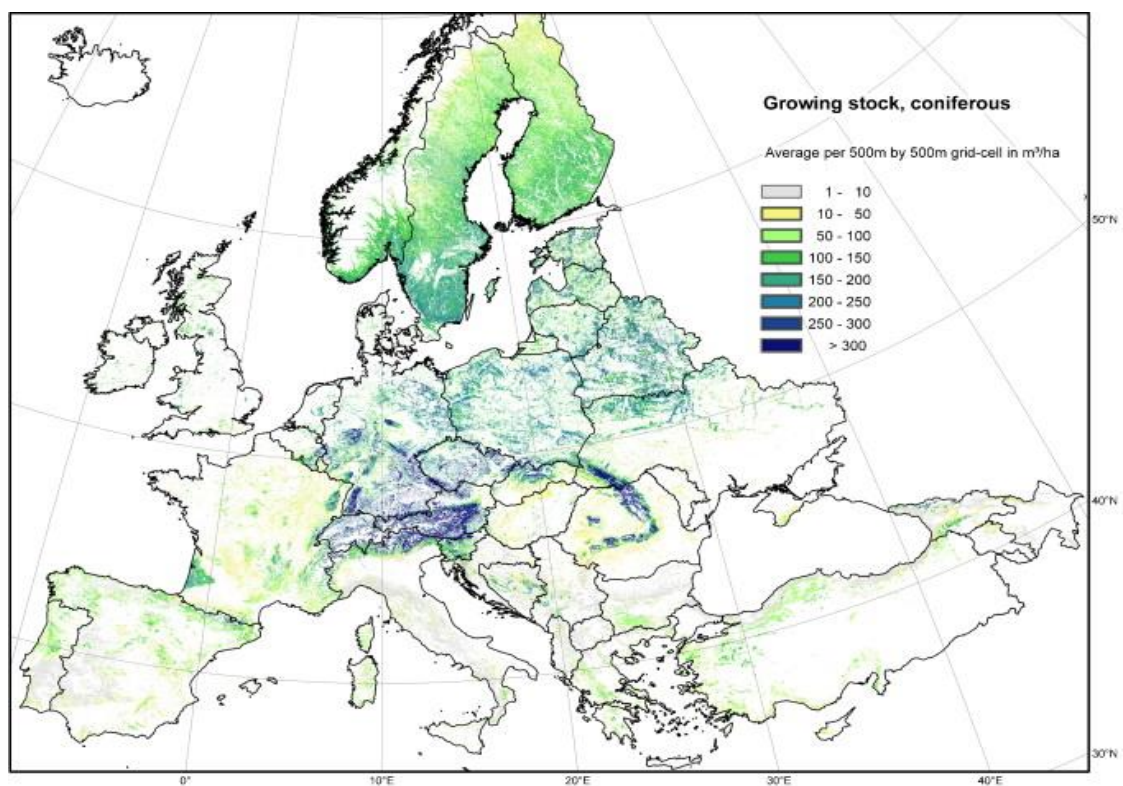 Growing stock, coniferous
Average per 500m by 500m grid-cell in m³/ha
1 - 10
10 - 50
50 - 100
100 - 150
150 - 200
200 - 250
250 - 300
> 300
50°N
40°N
30°N
0° 10°E 20°E 30°E 40°E